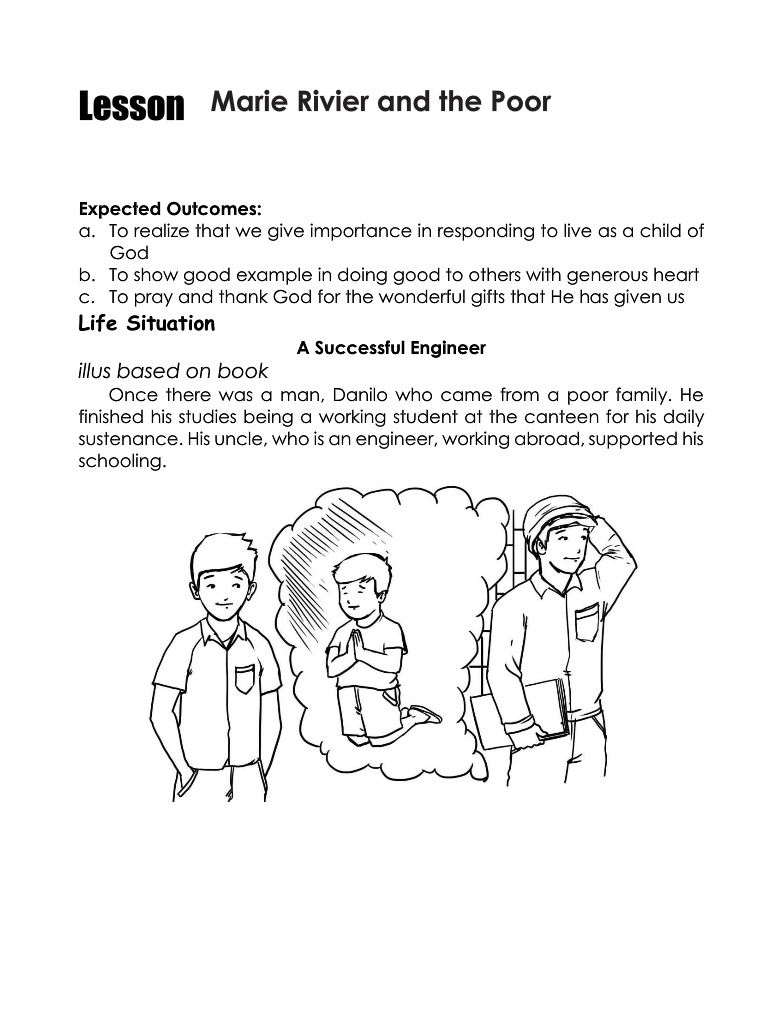 Lesson Marie Rivier and the Poor
Expected Outcomes:
a. To realize that we give importance in responding to live as a child of
God
b. To show good example in doing good to others with generous heart
c. To pray and thank God for the wonderful gifts that He has given us
Life Situation
A Successful Engineer
illus based on book
Once there was a man, Danilo who came from a poor family. He
finished his studies being a working student at the canteen for his daily
sustenance. His uncle, who is an engineer, working abroad, supported his
schooling.